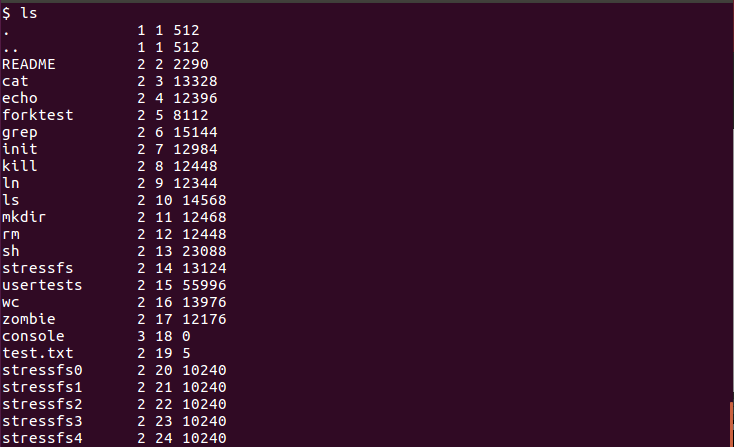 $ ls
. 1 1 512
.. 1 1 512
README 2 2 2290
cat 2 3 13328
echo 2 4 12396
forktest 2 5 8112
grep 2 6 15144
init 2 7 12984
kill 2 8 12448
ln 2 9 12344
ls 2 10 14568
mkdir 2 11 12468
rm 2 12 12448
sh 2 13 23088
stressfs 2 14 13124
usertests 2 15 55996
wc 2 16 13976
zombie 2 17 12176
console 3 18 0
test.txt 2 19 5
stressfs0 2 20 10240
stressfs1 2 21 10240
stressfs2 2 22 10240
stressfs3 2 23 10240
stressfs4 2 24 10240